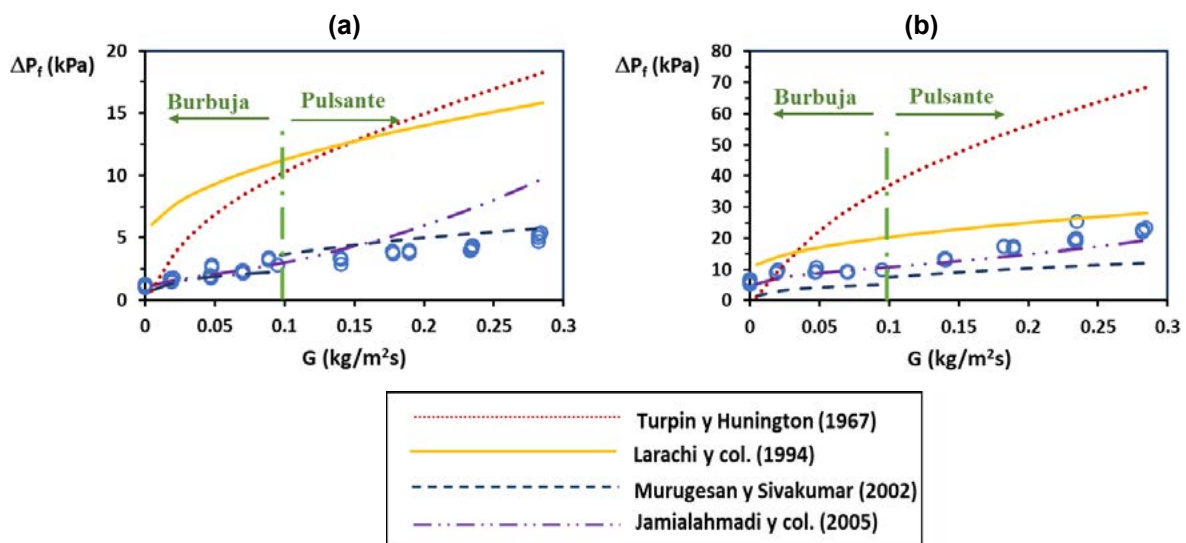 (a)
ΔPf (kPa)
20
15
10
5
0
Burbuja
Pulsante
0 0.05 0.1 0.15 0.2 0.25 0.3
G (kg/m²s)
(b)
ΔPf (kPa)
80
70
60
50
40
30
20
10
0
Burbuja
Pulsante
0 0.05 0.1 0.15 0.2 0.25 0.3
G (kg/m²s)
Turpin y Hunington (1967)
Larachi y col. (1994)
Murugesan y Sivakumar (2002)
Jamialahmadi y col. (2005)